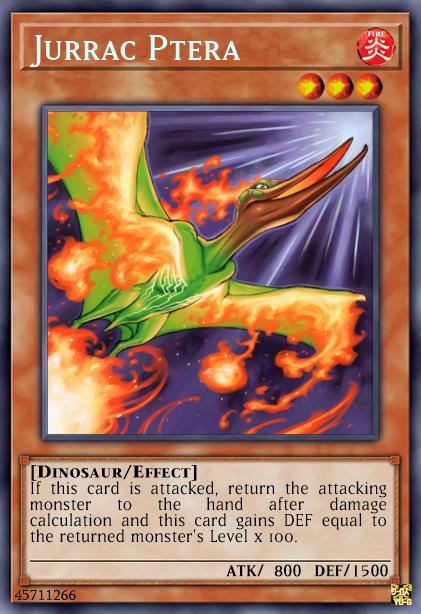 JURRAC PTERA
FIRE
炎
[DINOSAUR/EFFECT]
If this card is attacked, return the attacking
monster to the hand after damage
calculation and this card gains DEF equal to
the returned monster's Level x 100.
ATK/ 800 DEF/1500
45711266